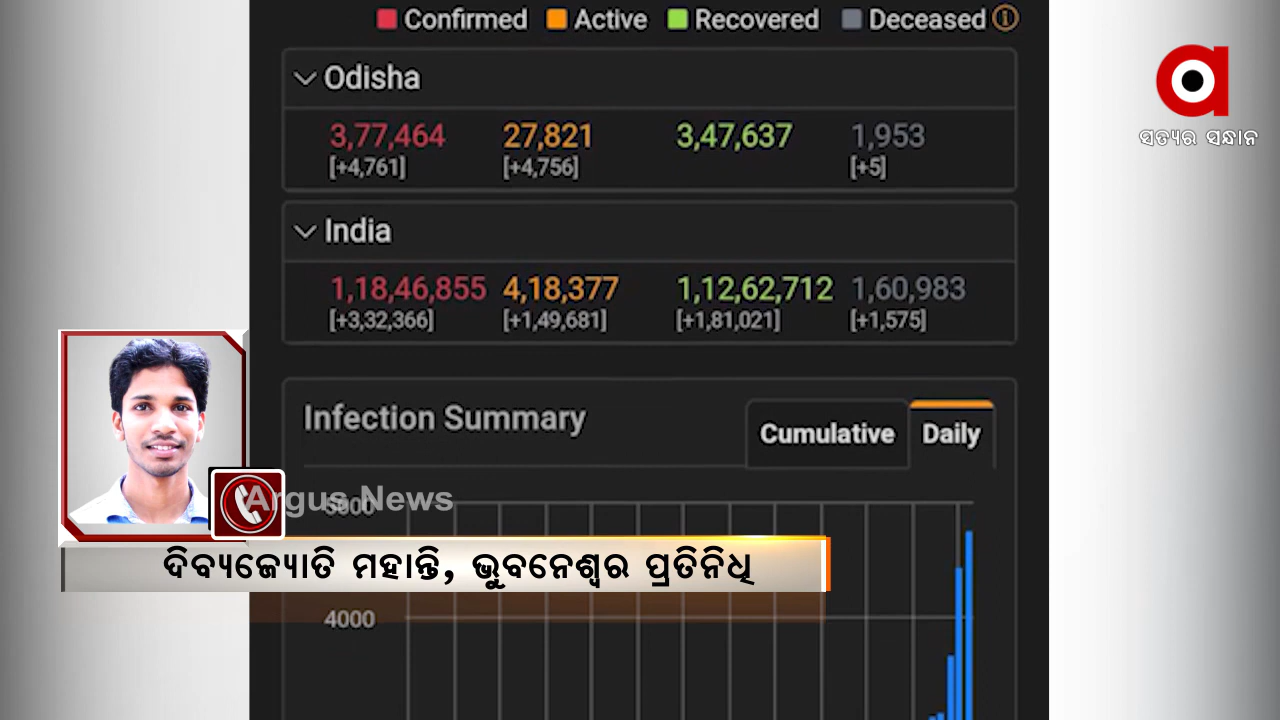 Confirmed Active Recovered Deceased
Odisha
3,77,464 27,821 3,47,637 1,953
[+4,761] [+4,756] [+5]
India
1,18,46,855 4,18,377 1,12,62,712 1,60,983
[+3,32,366] [+1,49,681] [+1,81,021] [+1,575]
Infection Summary
Cumulative Daily
4000
ସତ୍ୟର ସନ୍ଧାନ
Argus News
ଦିବ୍ୟଜ୍ୟୋତି ମହାନ୍ତି, ଭୁବନେଶ୍ୱର ପ୍ରତିନିଧି